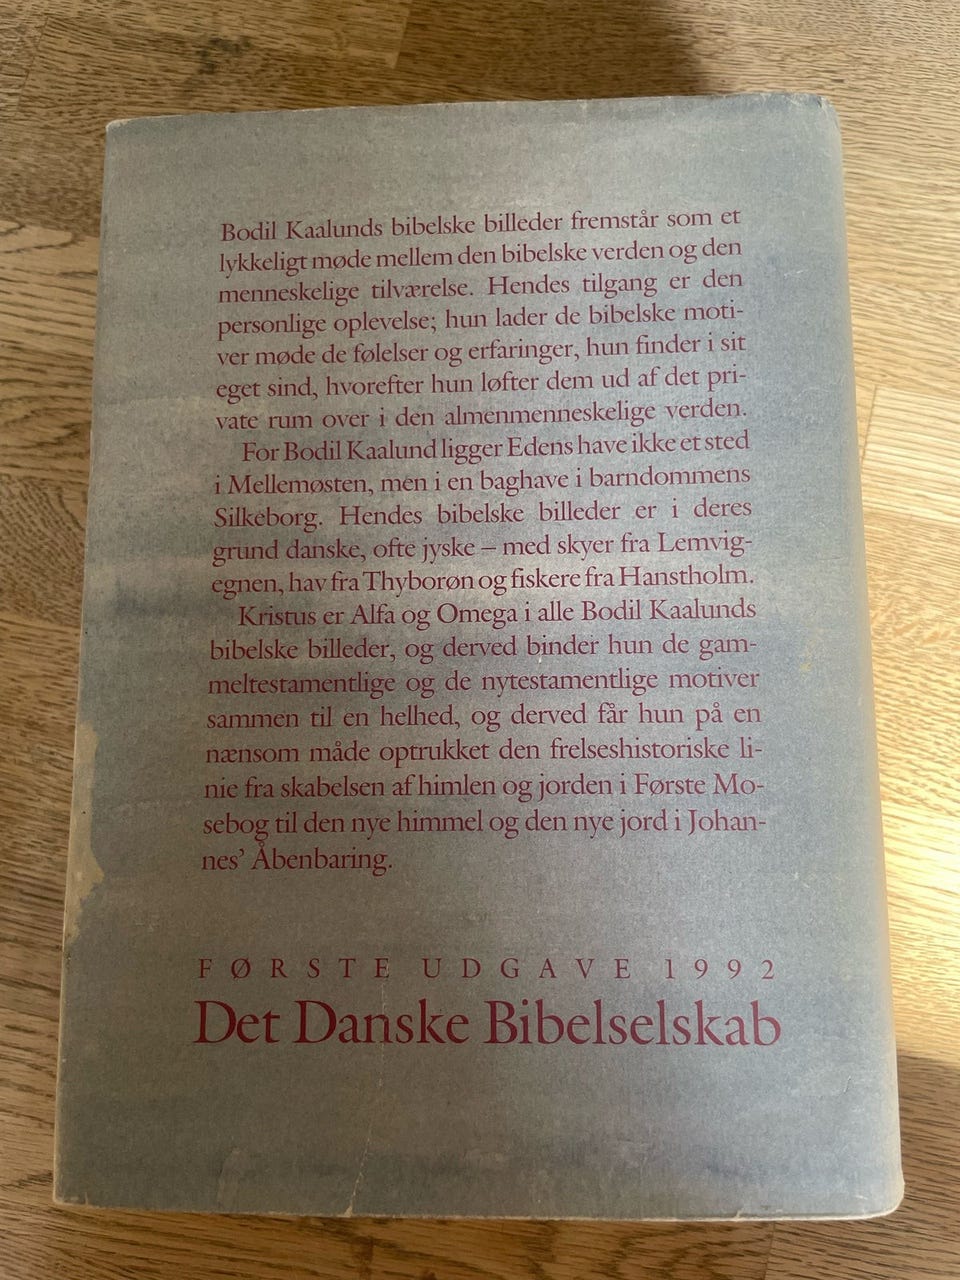 Bodil Kaalunds bibelske billeder fremstår som et
lykkeligt møde mellem den bibelske verden og den
menneskelige tilværelse. Hendes tilgang er den
personlige oplevelse; hun lader de bibelske moti-
ver møde de følelser og erfaringer, hun finder i sit
eget sind, hvorefter hun løfter dem ud af det pri-
vate rum over i den almenmenneskelige verden.
For Bodil Kaalund ligger Edens have ikke et sted
i Mellemøsten, men i en baghave i barndommens
Silkeborg. Hendes bibelske billeder er i deres
grund danske, ofte jyske – med skyer fra Lemvig-
egnen, hav fra Thyborøn og fiskere fra Hanstholm.
Kristus er Alfa og Omega i alle Bodil Kaalunds
bibelske billeder, og derved binder hun de gam-
meltestamentlige og de nytestamentlige motiver
sammen til en helhed, og derved får hun på en
nænsom måde optrukket den frelseshistoriske li-
nie fra skabelsen af himlen og jorden i Første Mo-
sebog til den nye himmel og den nye jord i Johan-
nes’ Åbenbaring.
FØRSTE UDGAVE 1992
Det Danske Bibelselskab